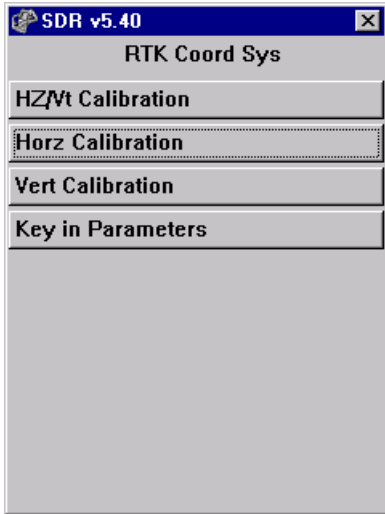 SDR v5.40
RTK Coord Sys
HZ/Vt Calibration
Horz Calibration
Vert Calibration
Key in Parameters